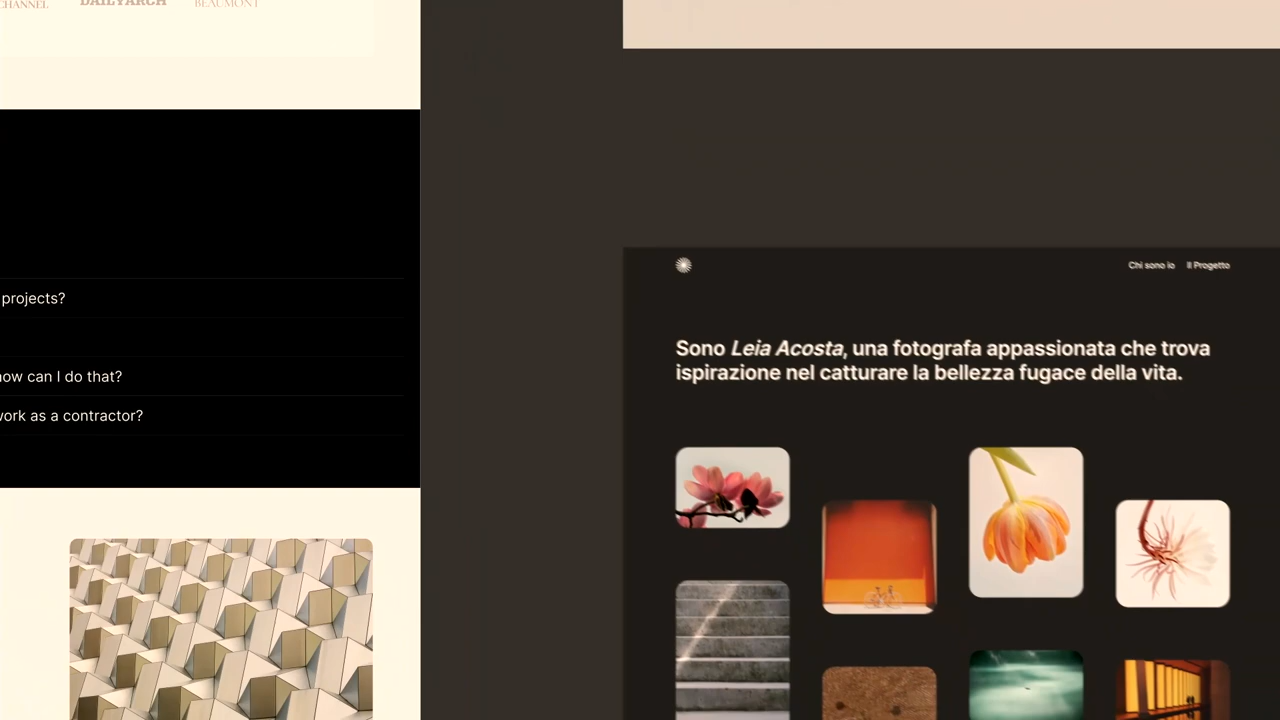 CHANNEL
DAILYARCH
BEAUMONT
projects?
how can I do that?
work as a contractor?
Chi sono io
Il Progetto
Sono Leia Acosta, una fotografa appassionata che trova
ispirazione nel catturare la bellezza fugace della vita.